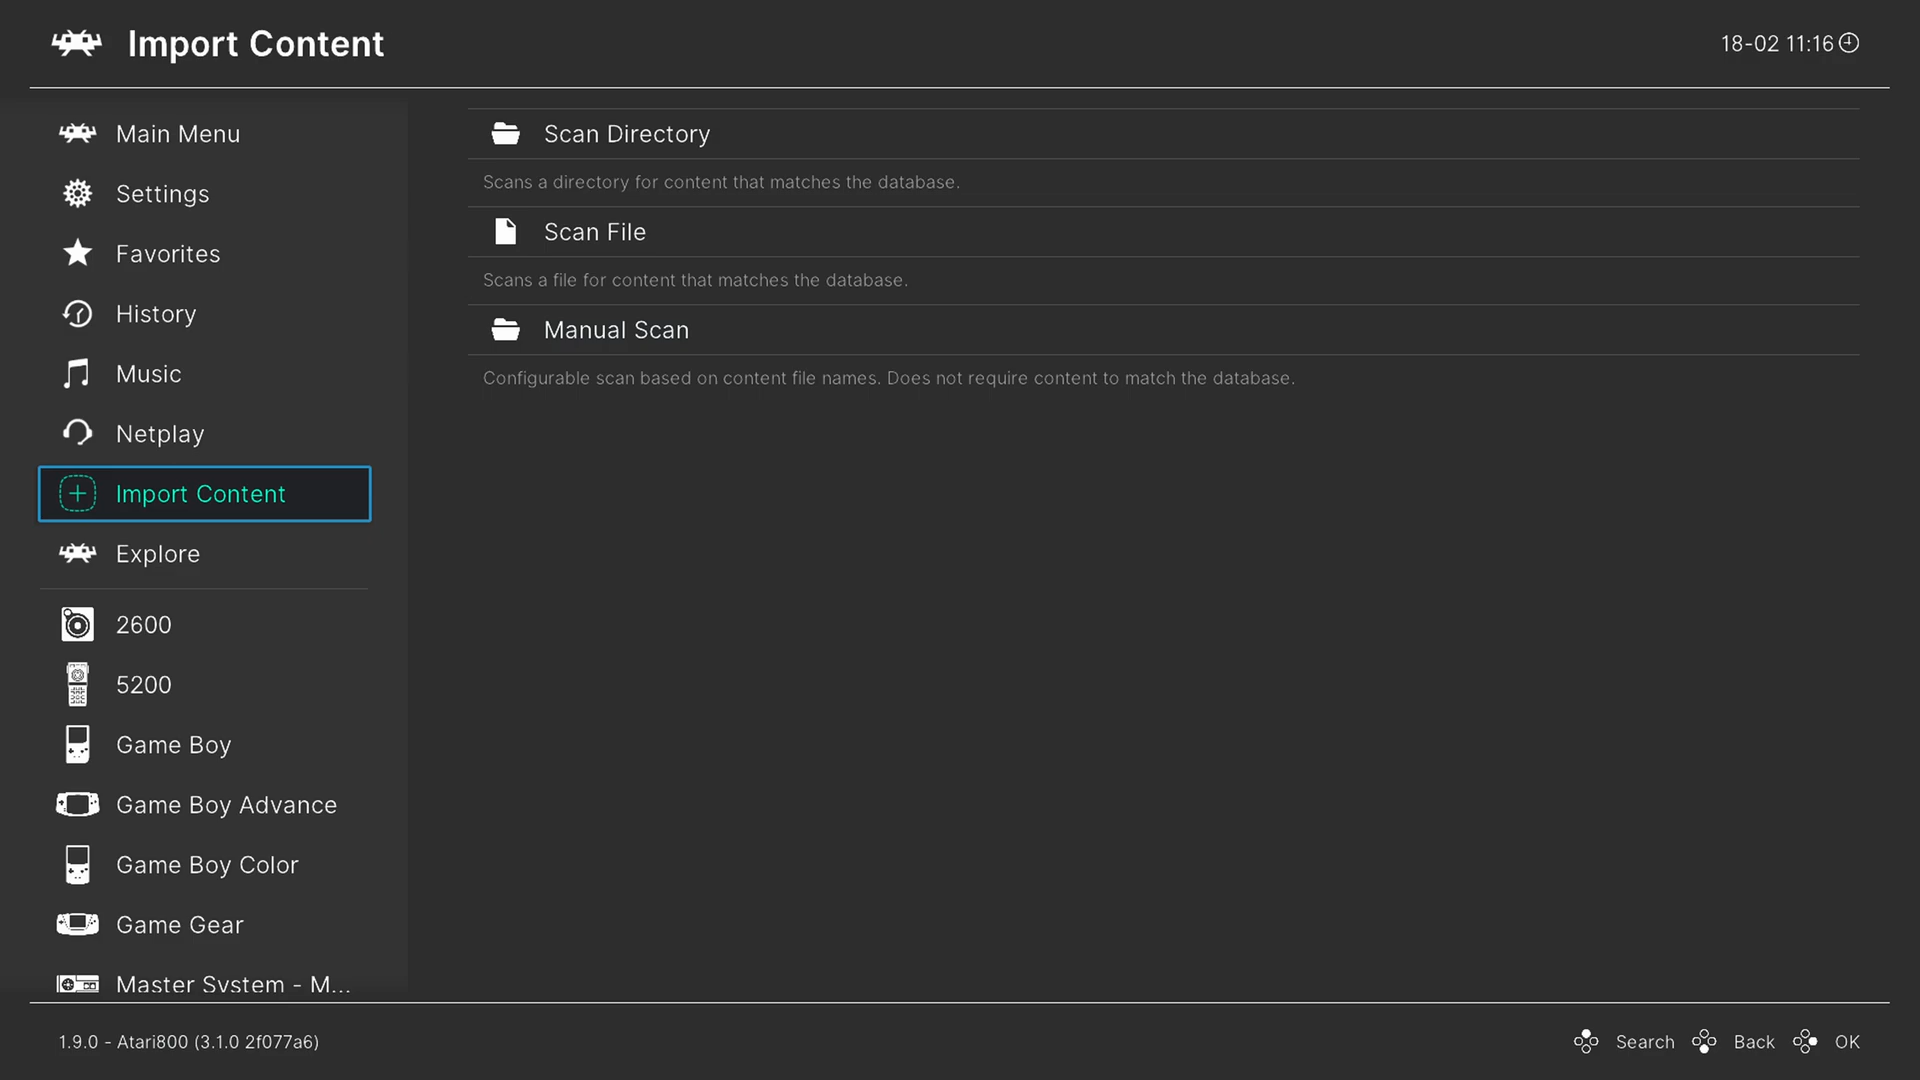 Import Content
18-02 11:16
Main Menu
Settings
Favorites
History
Music
Netplay
Import Content
Explore
2600
5200
Game Boy
Game Boy Advance
Game Boy Color
Game Gear
Master System - M...
Scan Directory
Scans a directory for content that matches the database.
Scan File
Scans a file for content that matches the database.
Manual Scan
Configurable scan based on content file names. Does not require content to match the database.
1.9.0 - Atari800 (3.1.0 2f077a6)
Search
Back
OK